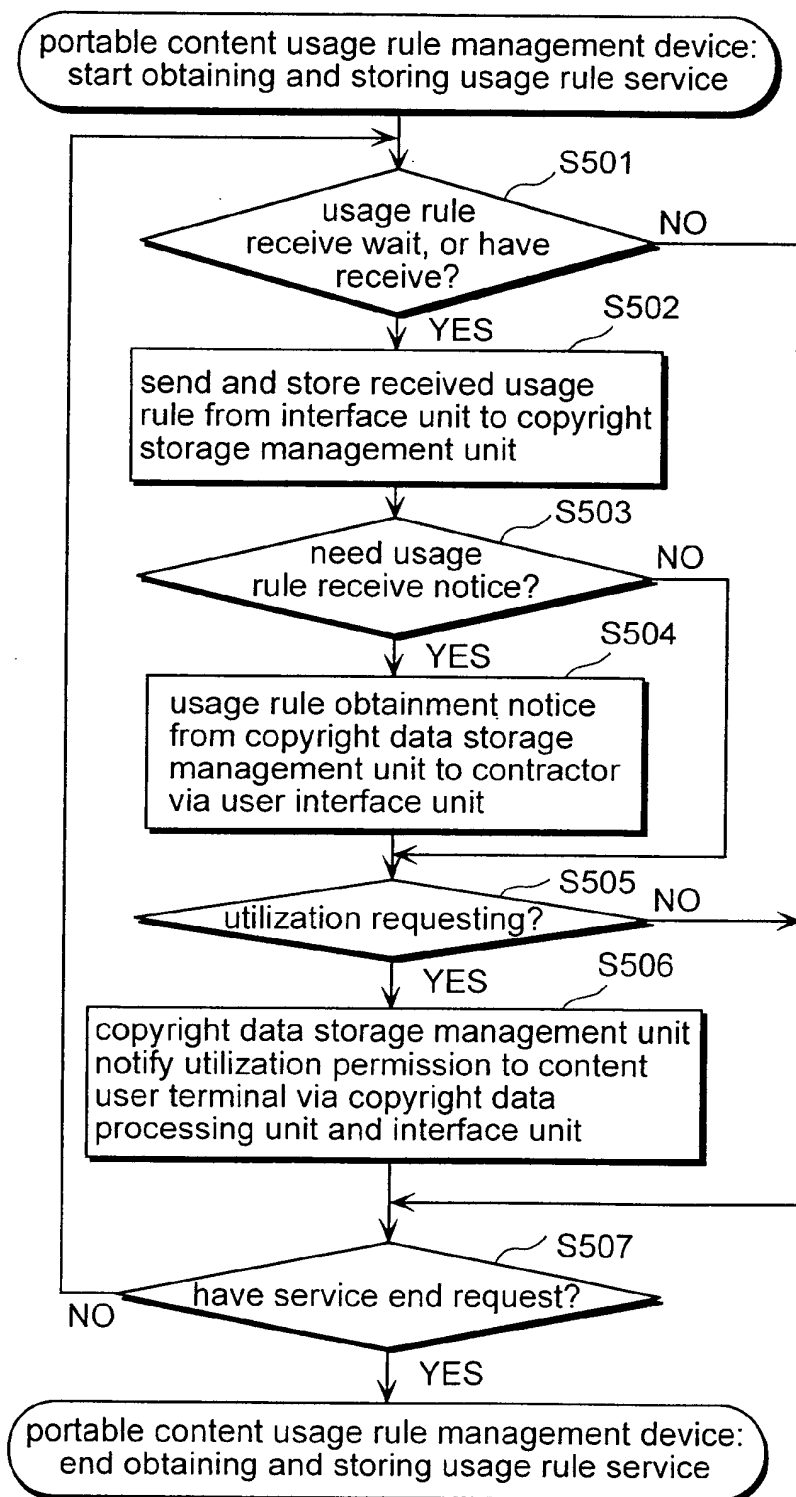 portable content usage rule management device:
start obtaining and storing usage rule service
S501
usage rule
receive wait, or have
receive?
NO
YES
S502
send and store received usage
rule from interface unit to copyright
storage management unit
S503
need usage
rule receive notice?
NO
YES
S504
usage rule obtainment notice
from copyright data storage
management unit to contractor
via user interface unit
S505
utilization requesting?
NO
YES
S506
copyright data storage management unit
notify utilization permission to content
user terminal via copyright data
processing unit and interface unit
S507
have service end request?
NO
YES
portable content usage rule management device:
end obtaining and storing usage rule service